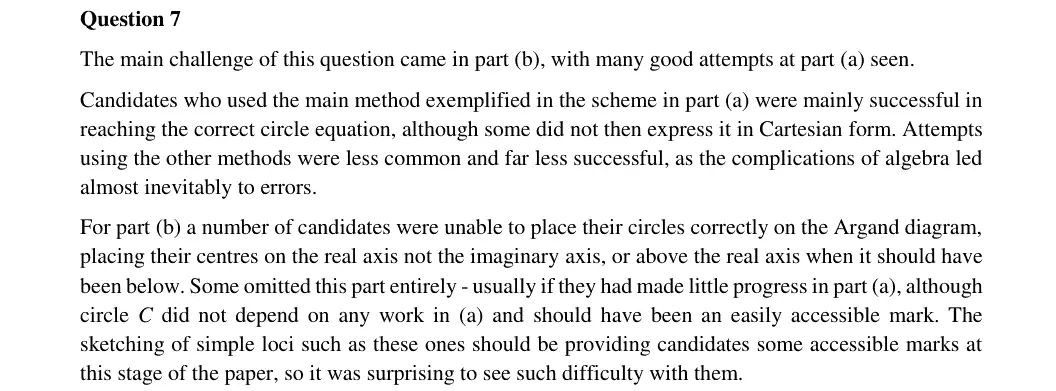 Question 7
The main challenge of this question came in part (b), with many good attempts at part (a) seen.
Candidates who used the main method exemplified in the scheme in part (a) were mainly successful in
reaching the correct circle equation, although some did not then express it in Cartesian form. Attempts
using the other methods were less common and far less successful, as the complications of algebra led
almost inevitably to errors.
For part (b) a number of candidates were unable to place their circles correctly on the Argand diagram,
placing their centres on the real axis not the imaginary axis, or above the real axis when it should have
been below. Some omitted this part entirely - usually if they had made little progress in part (a), although
circle C did not depend on any work in (a) and should have been an easily accessible mark. The
sketching of simple loci such as these ones should be providing candidates some accessible marks at
this stage of the paper, so it was surprising to see such difficulty with them.